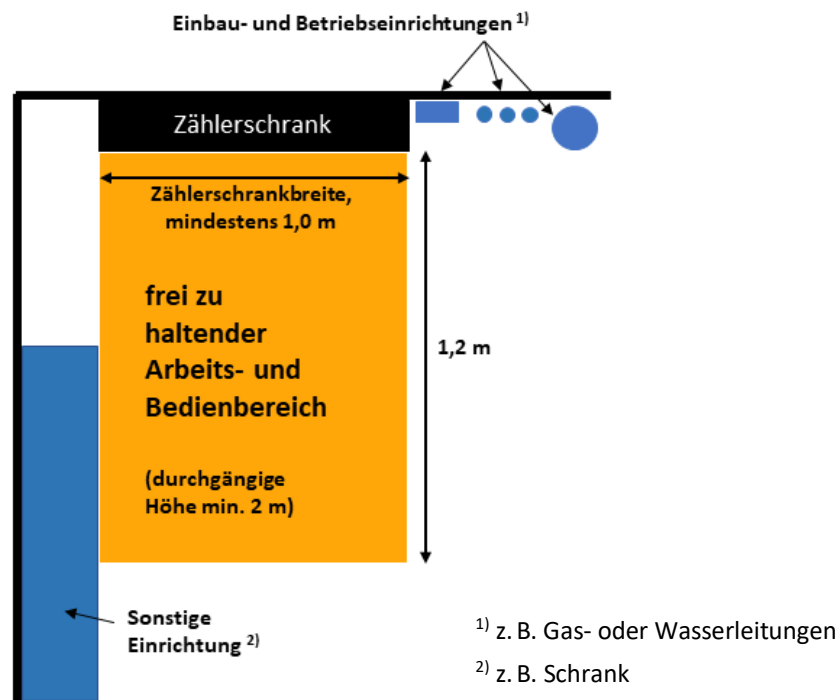 Einbau- und Betriebseinrichtungen 1)
Zählerschrank
Zählerschrankbreite,
mindestens 1,0 m
frei zu
haltender
Arbeits- und
Bedienbereich
(durchgängige
Höhe min. 2 m)
1,2 m
Sonstige
Einrichtung 2)
1) z. B. Gas- oder Wasserleitungen
2) z. B. Schrank